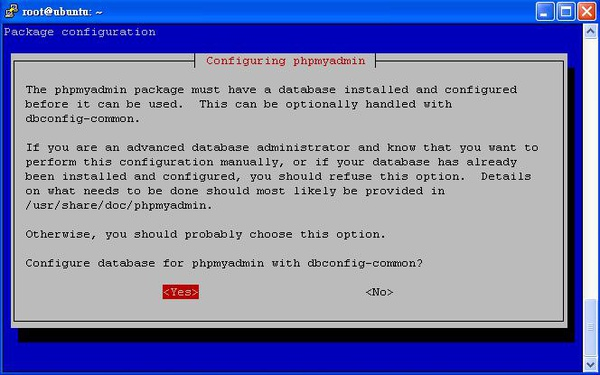 root@ubuntu: ~
Package configuration
Configuring phpmyadmin
The phpmyadmin package must have a database installed and configured
before it can be used.  This can be optionally handled with
dbconfig-common.
If you are an advanced database administrator and know that you want to
perform this configuration manually, or if your database has already
been installed and configured, you should refuse this option.  Details
on what needs to be done should most likely be provided in
/usr/share/doc/phpmyadmin.
Otherwise, you should probably choose this option.
Configure database for phpmyadmin with dbconfig-common?
<Yes> <No>